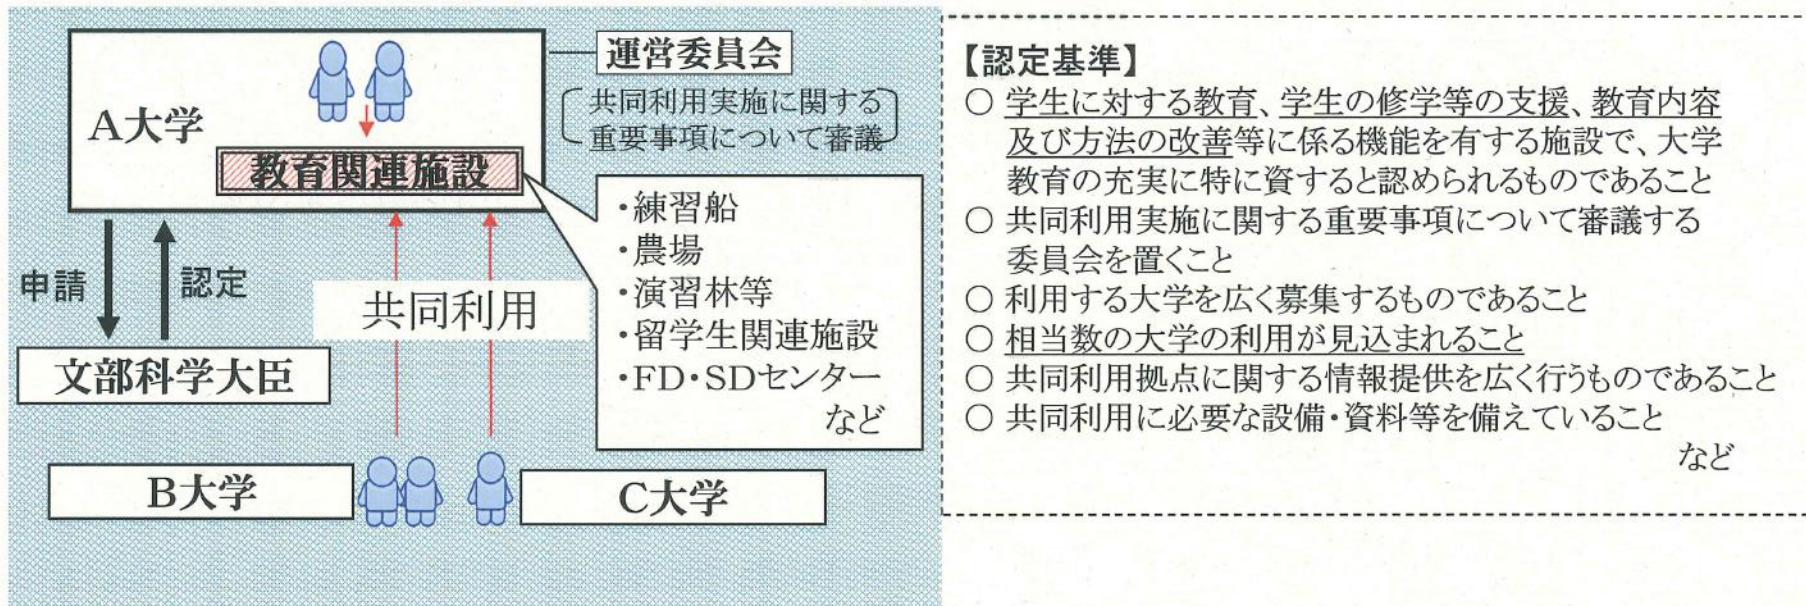 運営委員会
共同利用実施に関する
重要事項について審議
A大学
教育関連施設
・練習船
・農場
・演習林等
・留学生関連施設
・FD・SDセンター
など
申請
認定
共同利用
文部科学大臣
B大学
C大学
【認定基準】
○ 学生に対する教育、学生の修学等の支援、教育内容
及び方法の改善等に係る機能を有する施設で、大学
教育の充実に特に資すると認められるものであること
○ 共同利用実施に関する重要事項について審議する
委員会を置くこと
○ 利用する大学を広く募集するものであること
○ 相当数の大学の利用が見込まれること
○ 共同利用拠点に関する情報提供を広く行うものであること
○ 共同利用に必要な設備・資料等を備えていること
など